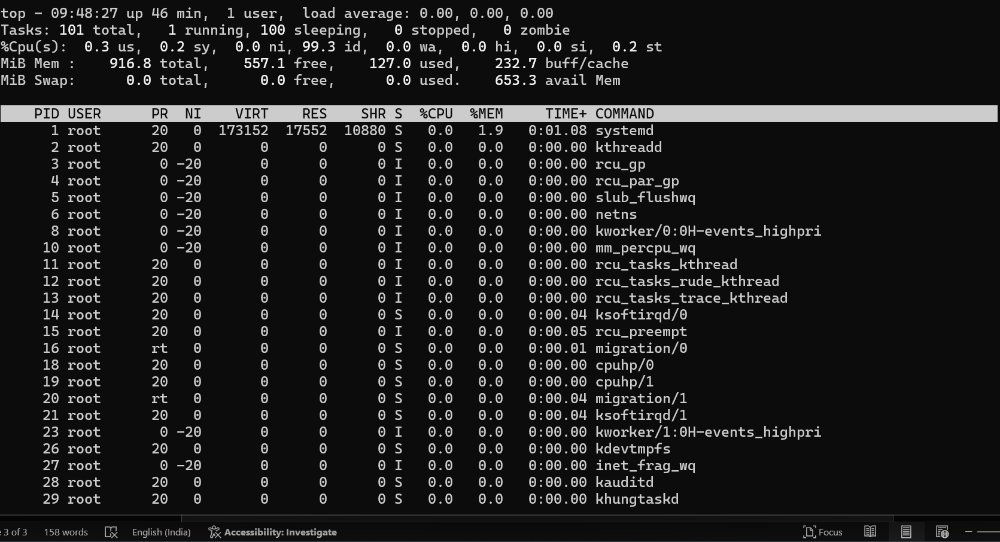 top - 09:48:27 up 46 min,  1 user,  load average: 0.00, 0.00, 0.00
Tasks: 101 total,   1 running, 100 sleeping,   0 stopped,   0 zombie
%Cpu(s):  0.3 us,  0.2 sy,  0.0 ni, 99.3 id,  0.0 wa,  0.0 hi,  0.0 si,  0.2 st
MiB Mem :    916.8 total,    557.1 free,    127.0 used,    232.7 buff/cache
MiB Swap:      0.0 total,      0.0 free,      0.0 used.    653.3 avail Mem
    PID USER      PR  NI    VIRT    RES    SHR S  %CPU  %MEM     TIME+ COMMAND
      1 root      20   0  173152  17552  10880 S   0.0   1.9   0:01.08 systemd
      2 root      20   0       0      0      0 S   0.0   0.0   0:00.00 kthreadd
      3 root       0 -20       0      0      0 I   0.0   0.0   0:00.00 rcu_gp
      4 root       0 -20       0      0      0 I   0.0   0.0   0:00.00 rcu_par_gp
      5 root       0 -20       0      0      0 I   0.0   0.0   0:00.00 slub_flushwq
      6 root       0 -20       0      0      0 I   0.0   0.0   0:00.00 netns
      8 root       0 -20       0      0      0 I   0.0   0.0   0:00.00 kworker/0:0H-events_highpri
     10 root       0 -20       0      0      0 I   0.0   0.0   0:00.00 mm_percpu_wq
     11 root      20   0       0      0      0 I   0.0   0.0   0:00.00 rcu_tasks_kthread
     12 root      20   0       0      0      0 I   0.0   0.0   0:00.00 rcu_tasks_rude_kthread
     13 root      20   0       0      0      0 I   0.0   0.0   0:00.00 rcu_tasks_trace_kthread
     14 root      20   0       0      0      0 S   0.0   0.0   0:00.04 ksoftirqd/0
     15 root      20   0       0      0      0 I   0.0   0.0   0:00.05 rcu_preempt
     16 root      rt   0       0      0      0 S   0.0   0.0   0:00.01 migration/0
     18 root      20   0       0      0      0 S   0.0   0.0   0:00.00 cpuhp/0
     19 root      20   0       0      0      0 S   0.0   0.0   0:00.00 cpuhp/1
     20 root      rt   0       0      0      0 S   0.0   0.0   0:00.04 migration/1
     21 root      20   0       0      0      0 S   0.0   0.0   0:00.04 ksoftirqd/1
     23 root       0 -20       0      0      0 I   0.0   0.0   0:00.00 kworker/1:0H-events_highpri
     26 root      20   0       0      0      0 S   0.0   0.0   0:00.00 kdevtmpfs
     27 root       0 -20       0      0      0 I   0.0   0.0   0:00.00 inet_frag_wq
     28 root      20   0       0      0      0 S   0.0   0.0   0:00.00 kauditd
     29 root      20   0       0      0      0 S   0.0   0.0   0:00.00 khungtaskd
3 of 3 158 words English (India) Accessibility: Investigate Focus